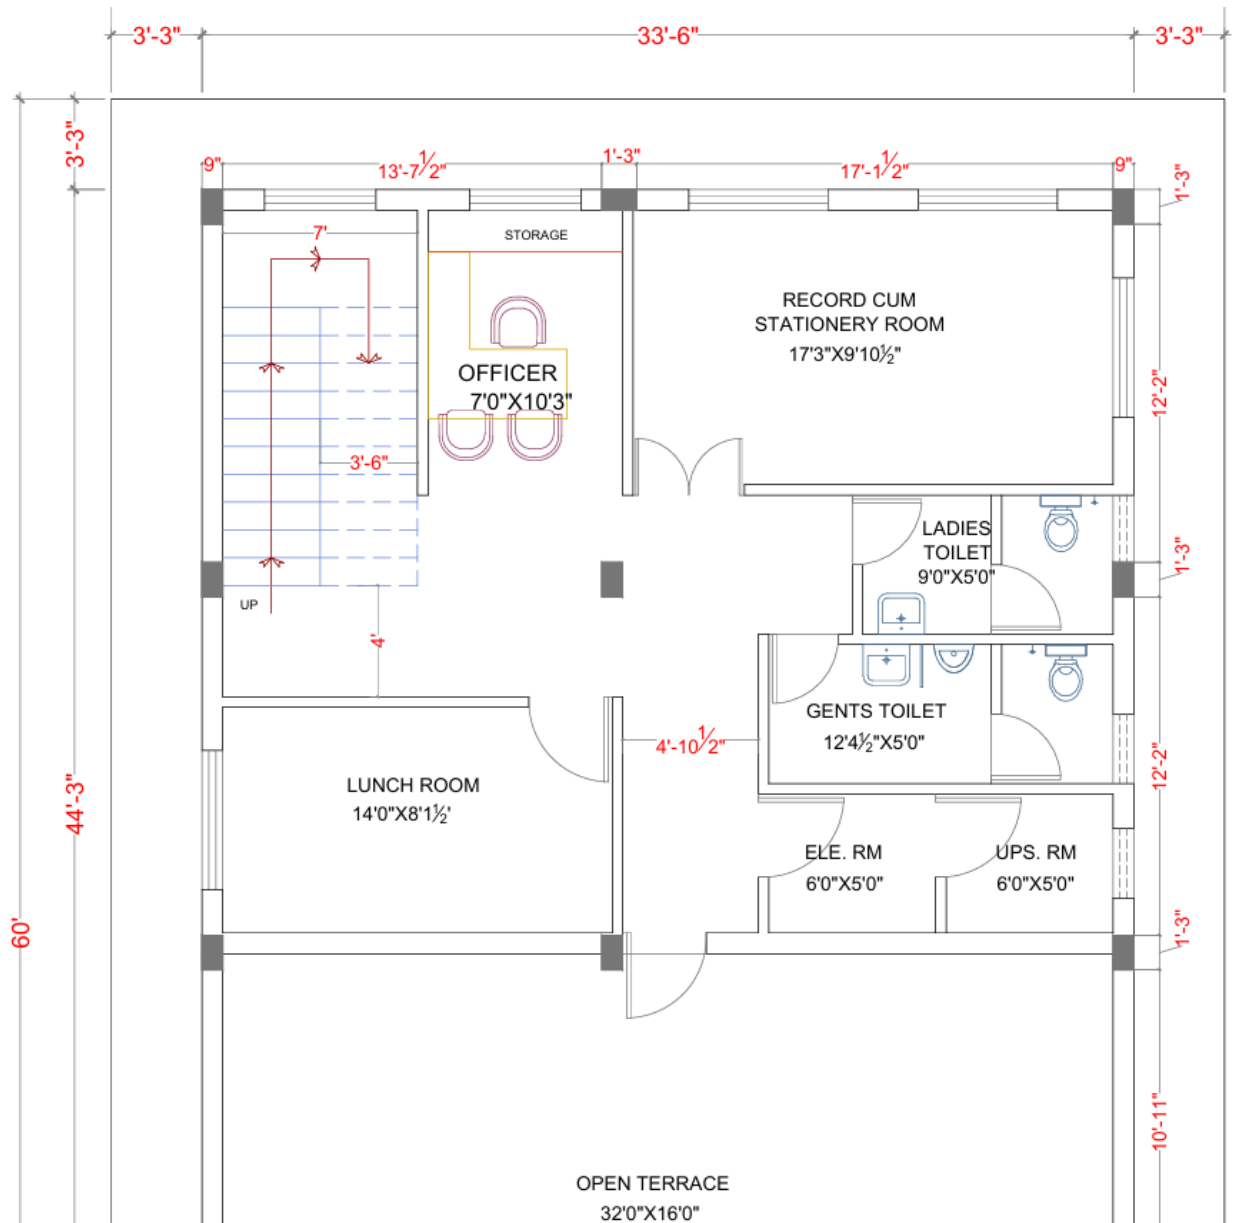 3'-3" 33'-6" 3'-3"
3'-3"
9" 13'-7½" 1'-3" 17'-1½" 9"
1'-3"
7'
STORAGE
RECORD CUM
STATIONERY ROOM
17'3"X9'10½"
OFFICER
7'0"X10'3"
12'-2"
3'-6"
LADIES
TOILET
9'0"X5'0"
1'-3"
UP
4'
GENTS TOILET
12'4½"X5'0"
4'-10½"
12'-2"
LUNCH ROOM
14'0"X8'1½'
44'-3"
ELE. RM
6'0"X5'0"
UPS. RM
6'0"X5'0"
60'
1'-3"
10'-11"
OPEN TERRACE
32'0"X16'0"